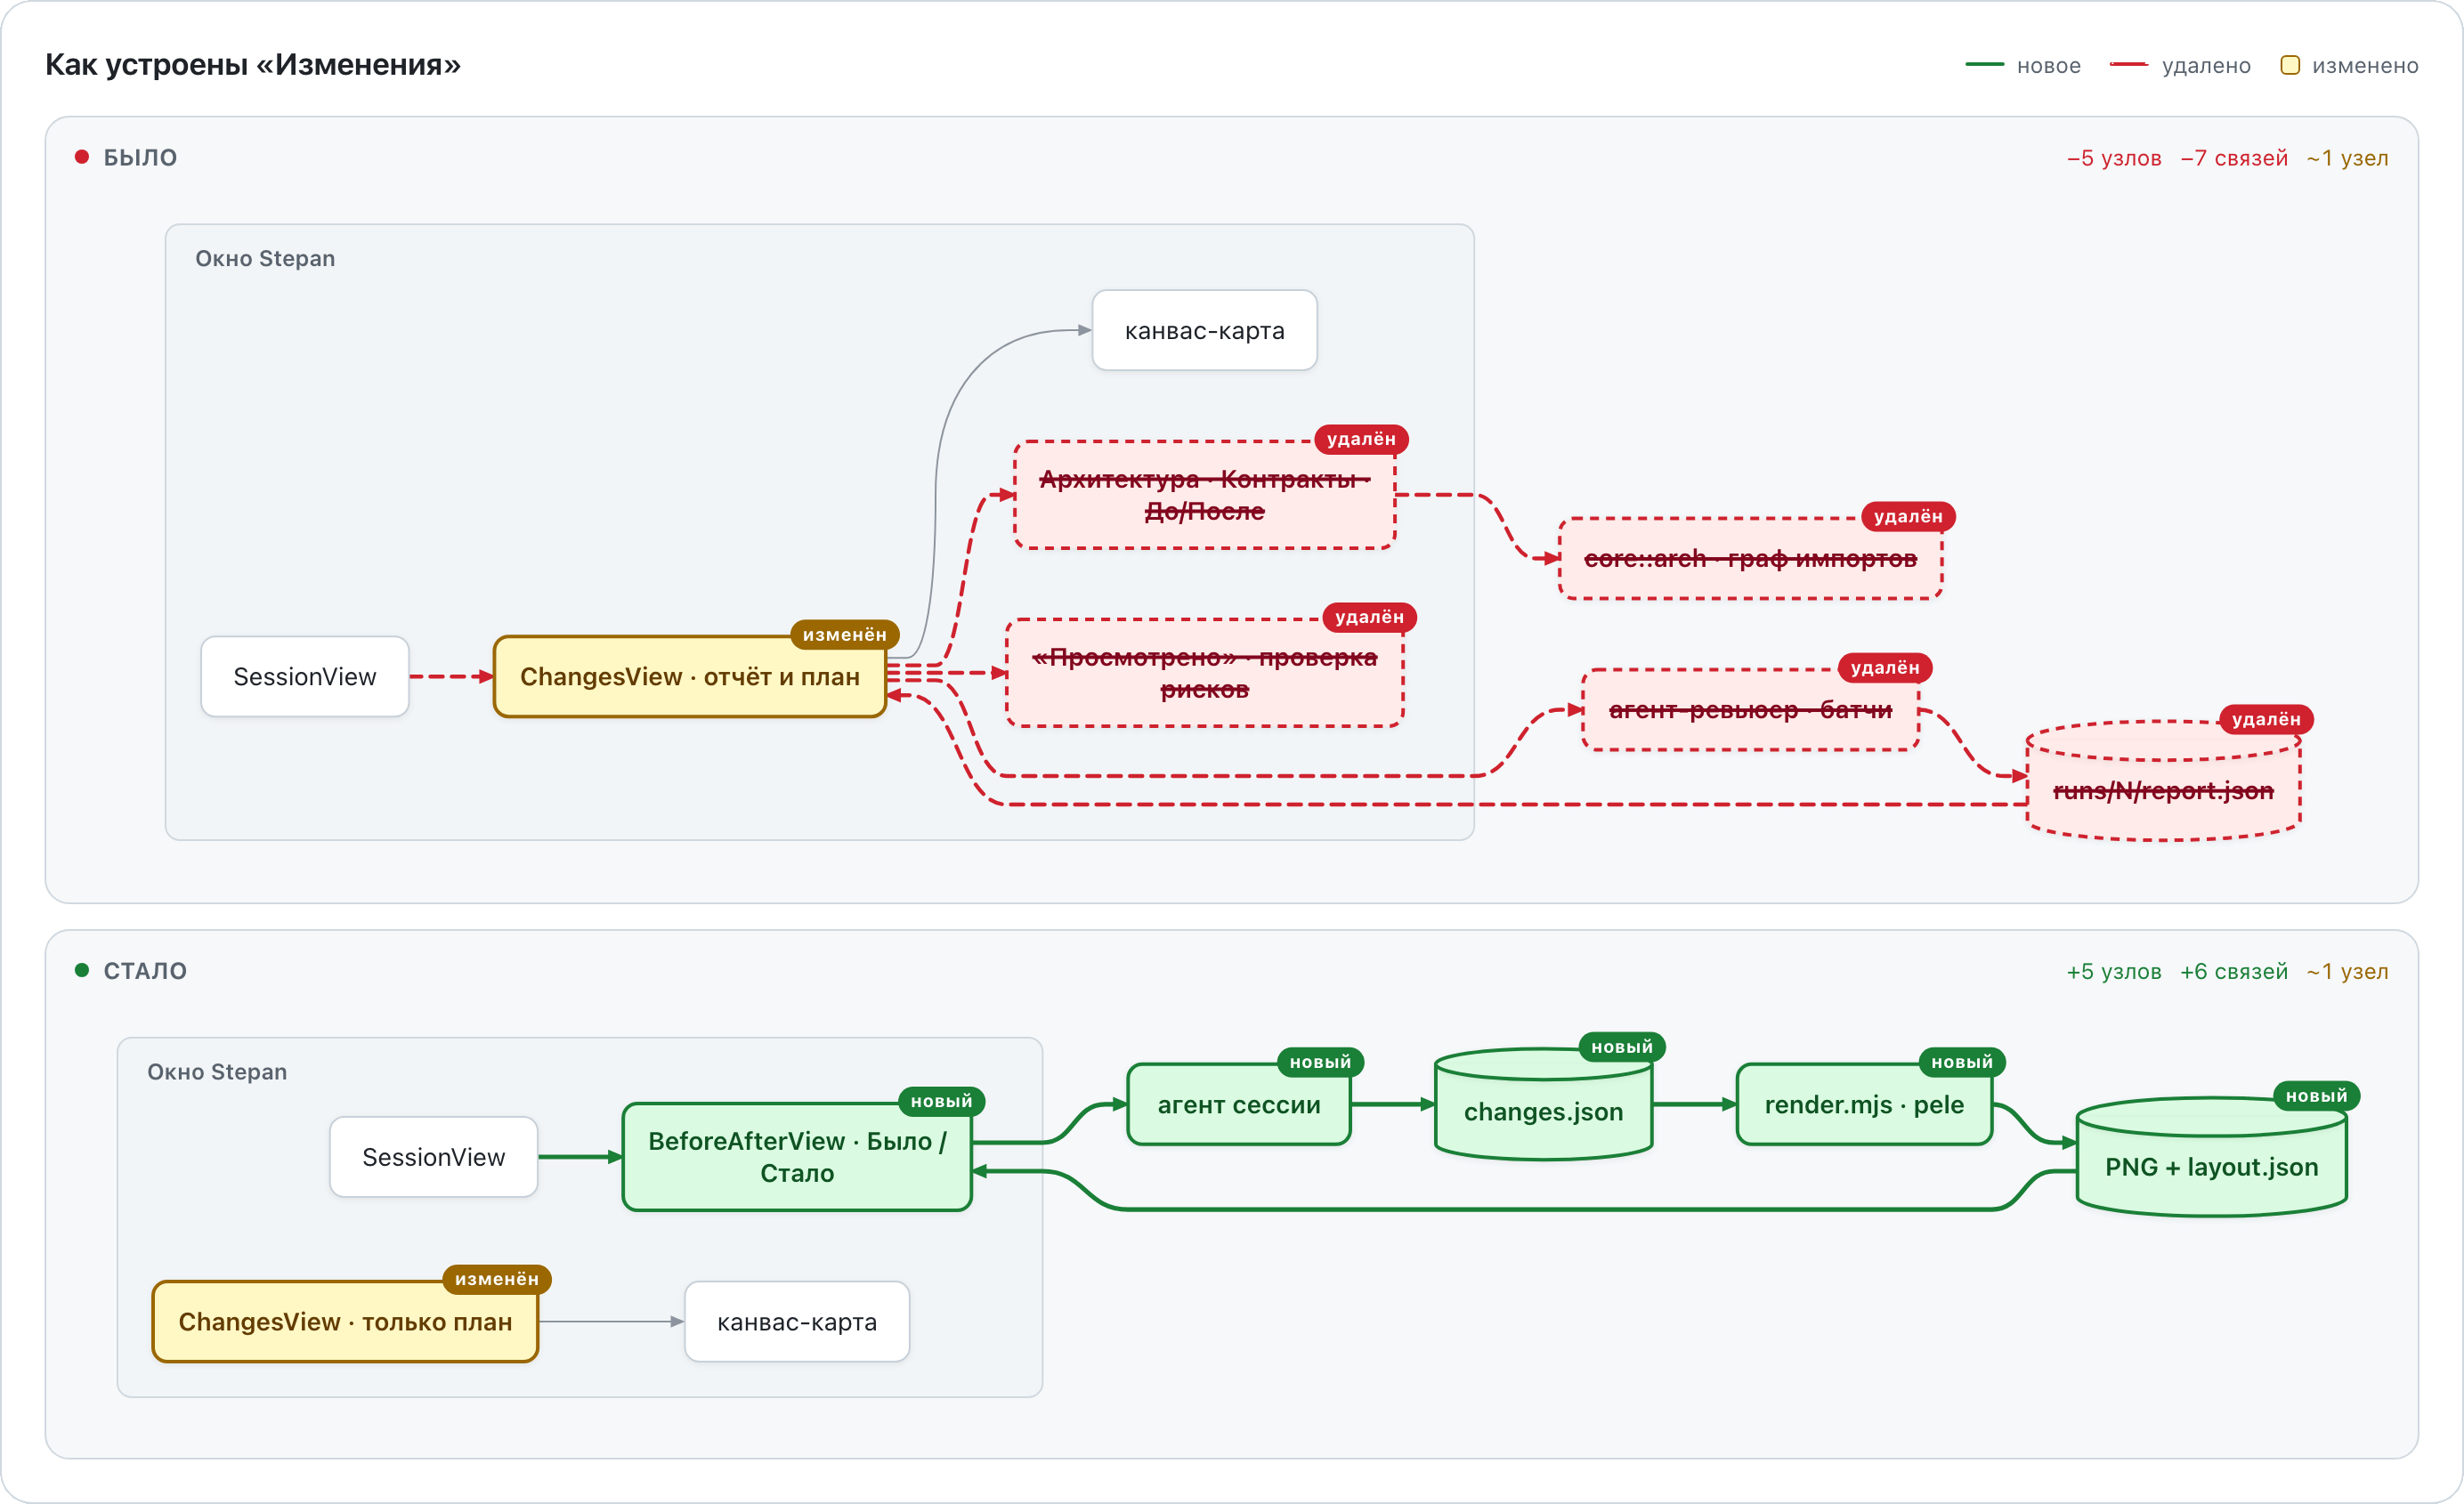 Как устроены «Изменения»
новое удалено изменено
БЫЛО
−5 узлов −7 связей ~1 узел
Окно Stepan
канвас-карта
удалён
Архитектура · Контракты ·
До/После
удалён
core::arch · граф импортов
удалён
«Просмотрено» · проверка
рисков
изменён
SessionView
ChangesView · отчёт и план
удалён
агент-ревьюер · батчи
удалён
runs/N/report.json
СТАЛО
+5 узлов +6 связей ~1 узел
Окно Stepan
SessionView
новый
BeforeAfterView · Было /
Стало
новый
агент сессии
новый
changes.json
новый
render.mjs · pele
новый
PNG + layout.json
изменён
ChangesView · только план
канвас-карта